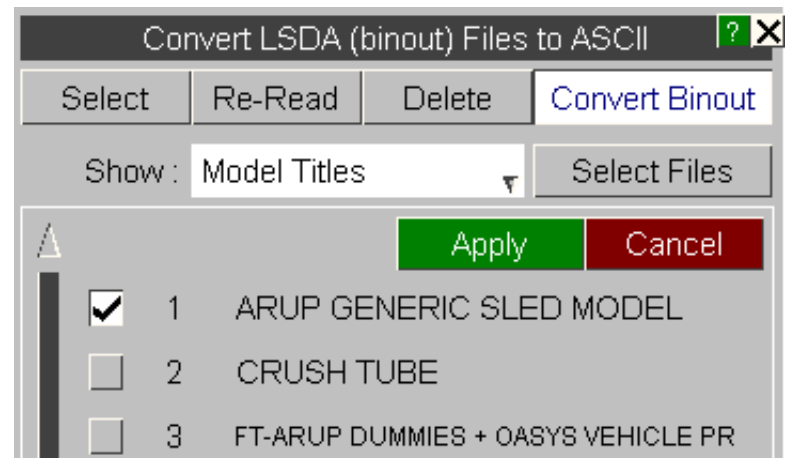 Convert LSDA (binout) Files to ASCII ? X
Select Re-Read Delete Convert Binout
Show : Model Titles Select Files
Apply Cancel
1 ARUP GENERIC SLED MODEL
2 CRUSH TUBE
3 FT-ARUP DUMMIES + OASYS VEHICLE PR